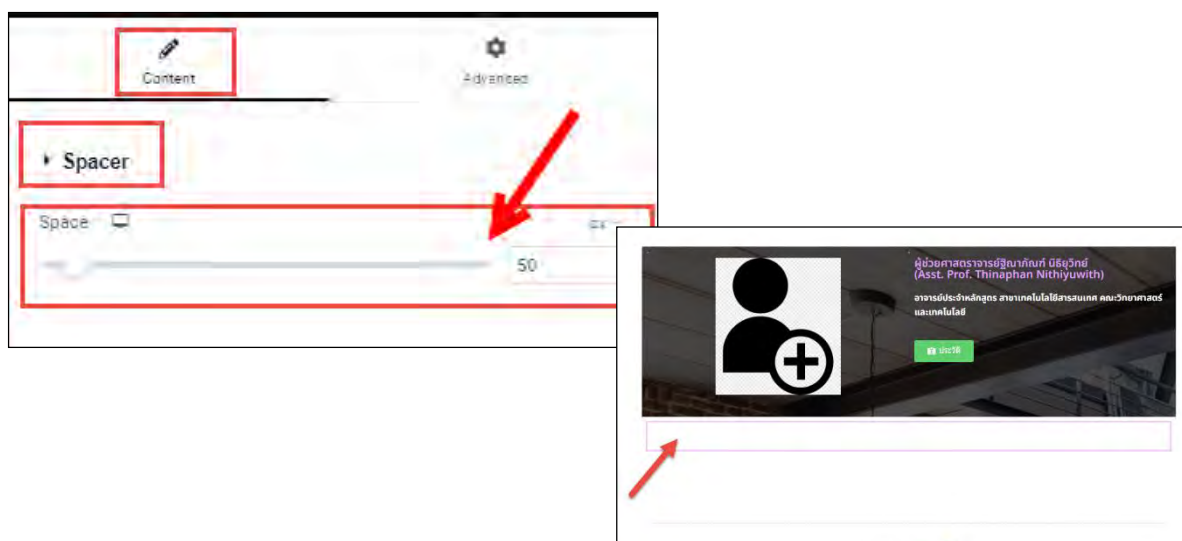 Content
Advanced
Spacer
Space
50
ผู้ช่วยศาสตราจารย์ฐิณาภัณฑ์ นิธิยุวิทย์
(Asst. Prof. Thinaphan Nithiyuwith)
อาจารย์ประจำหลักสูตร สาขาเทคโนโลยีสารสนเทศ คณะวิทยาศาสตร์
และเทคโนโลยี
ประวัติ